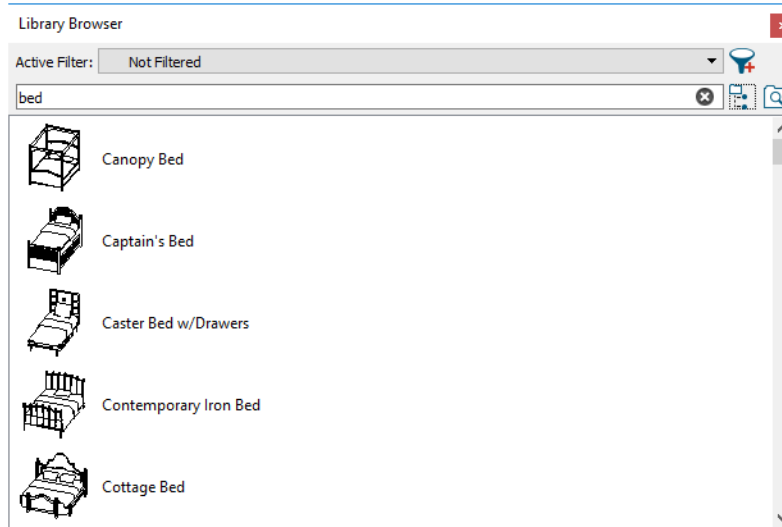 Library Browser
Active Filter: Not Filtered
bed
Canopy Bed
Captain's Bed
Caster Bed w/Drawers
Contemporary Iron Bed
Cottage Bed